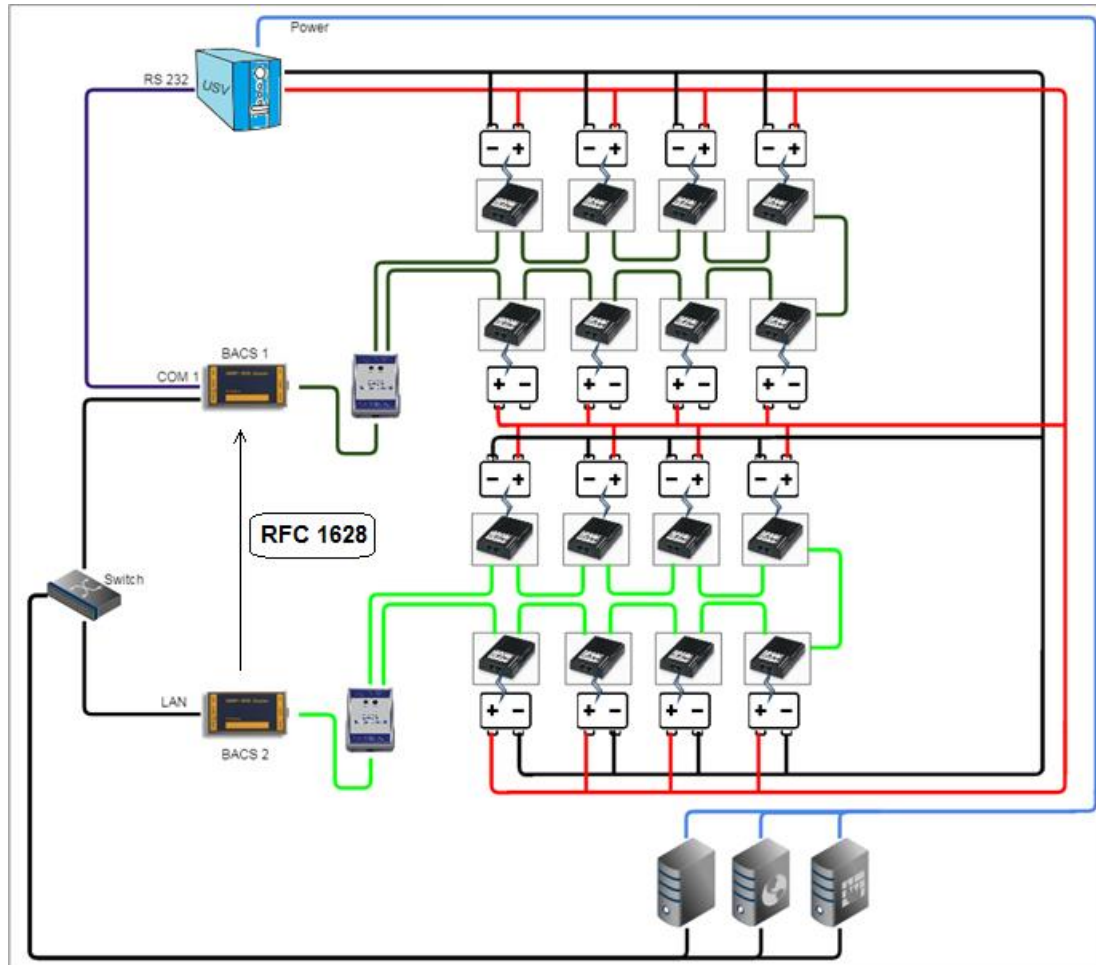 Power
RS 232
USV
BACS 1
COM 1
RFC 1628
Switch
LAN
BACS 2